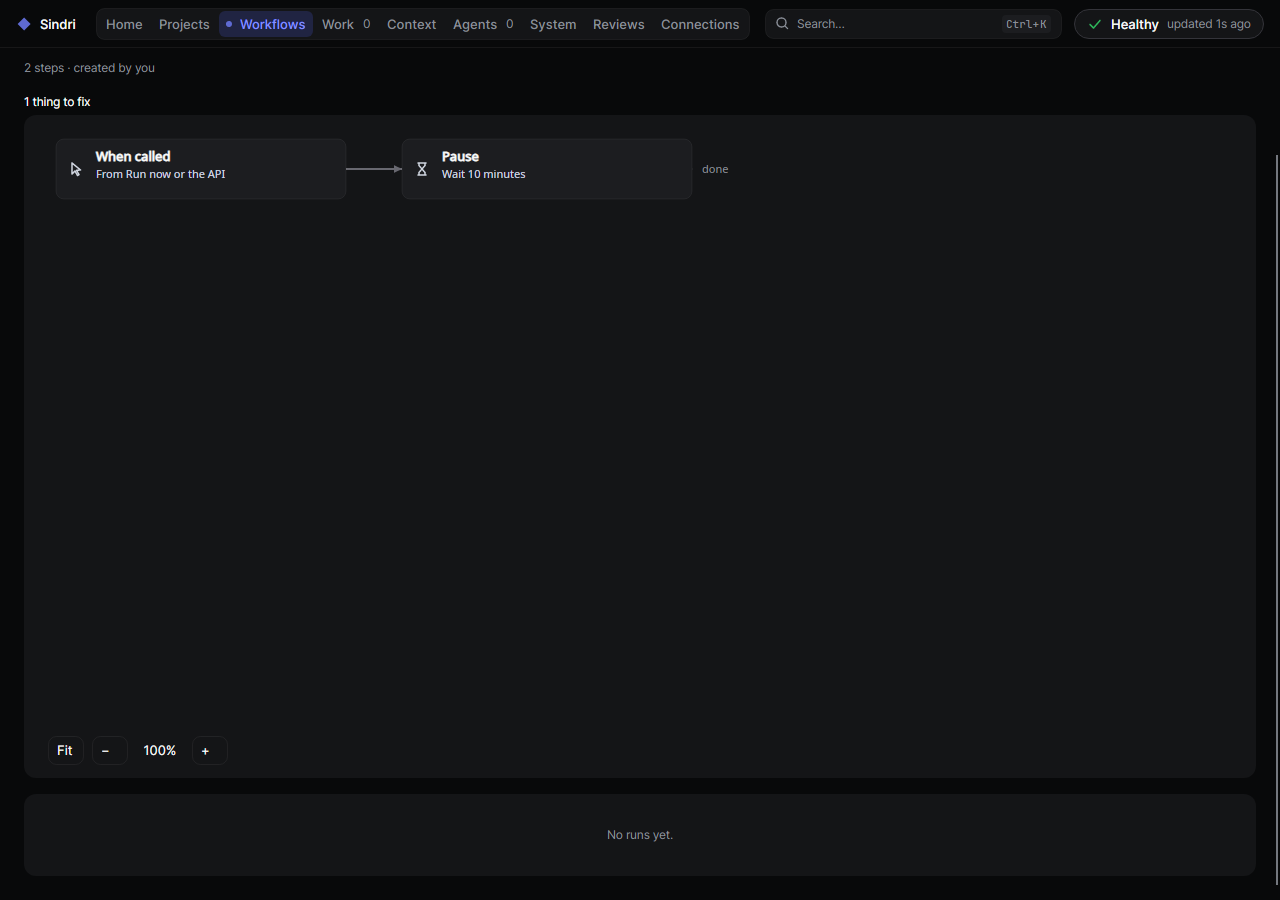 Sindri
Home Projects Workflows Work 0 Context Agents 0 System Reviews Connections
Search... Ctrl+K
Healthy updated 1s ago
2 steps · created by you
1 thing to fix
When called
From Run now or the API
Pause
Wait 10 minutes
done
Fit − 100% +
No runs yet.